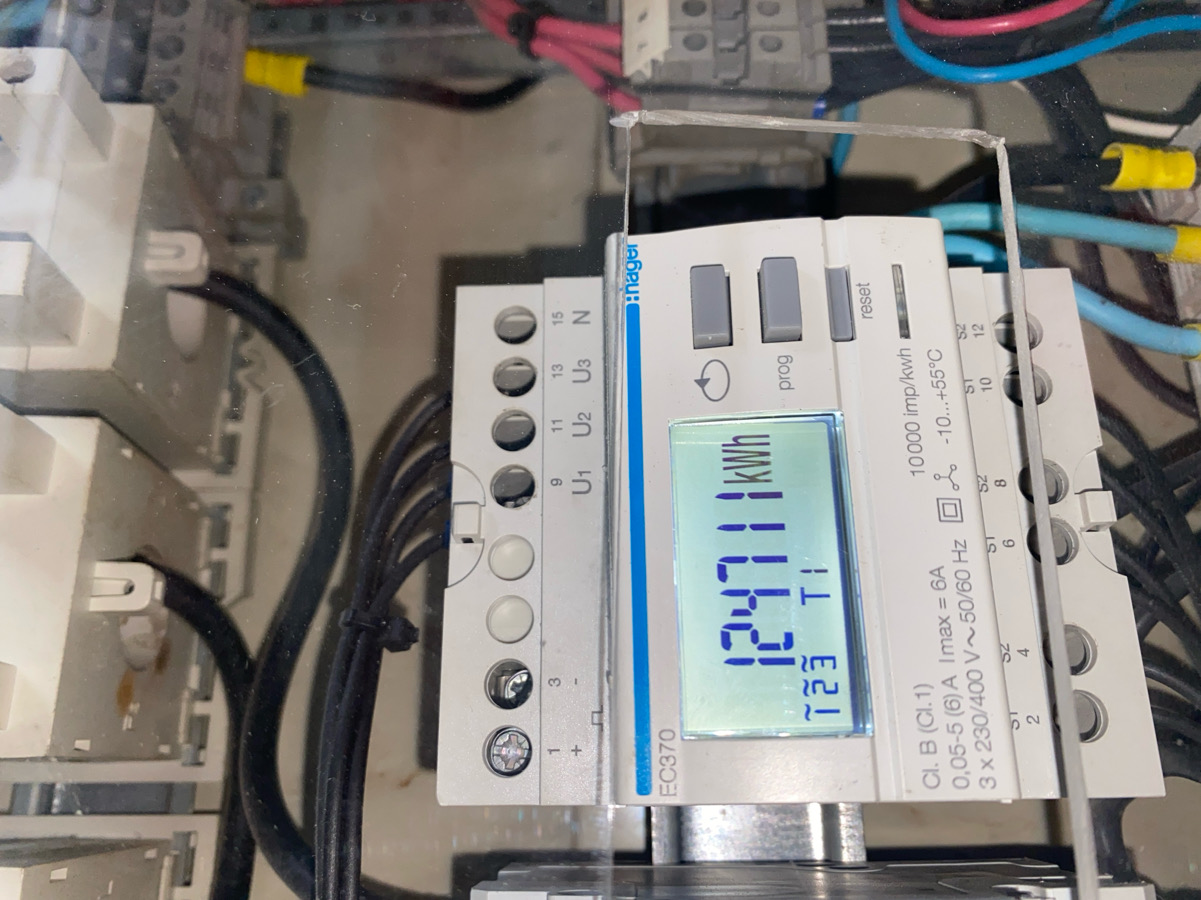 1 3 9 11 13 15
+ - U1 U2 U3 N
:hager
EC370
124711 kWh
123 T1
prog
reset
Cl. B (Cl.1)
10000 imp/kwh
0,05-5 (6) A I max = 6A
-10...+55°C
3 x 230/400 V~50/60 Hz
S1 S2 S1 S2 S1 S2
2 4 6 8 10 12